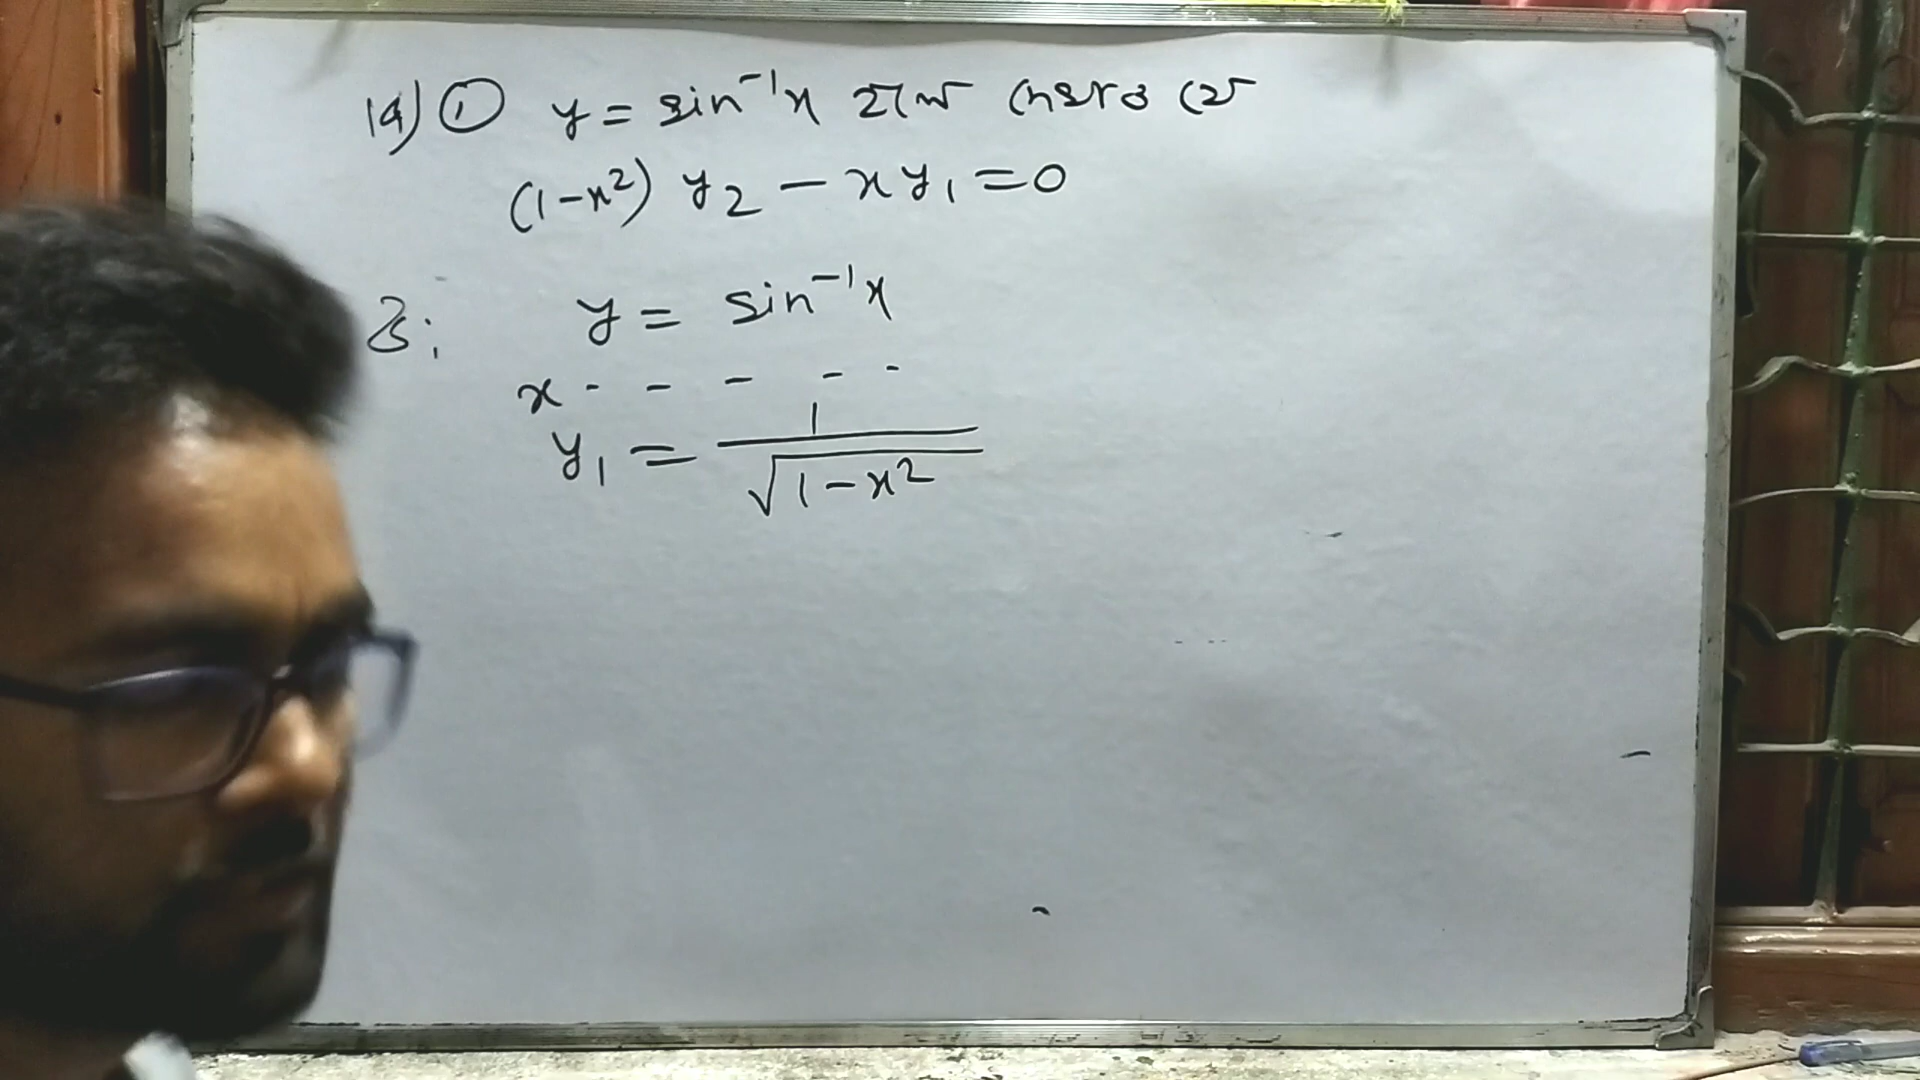 14) ① y = sin⁻¹x হলে দেখাও যে
(1-x²) y₂ - xy₁ = 0
y = sin⁻¹x
x - - - - -
y₁ = 1/√(1-x²)